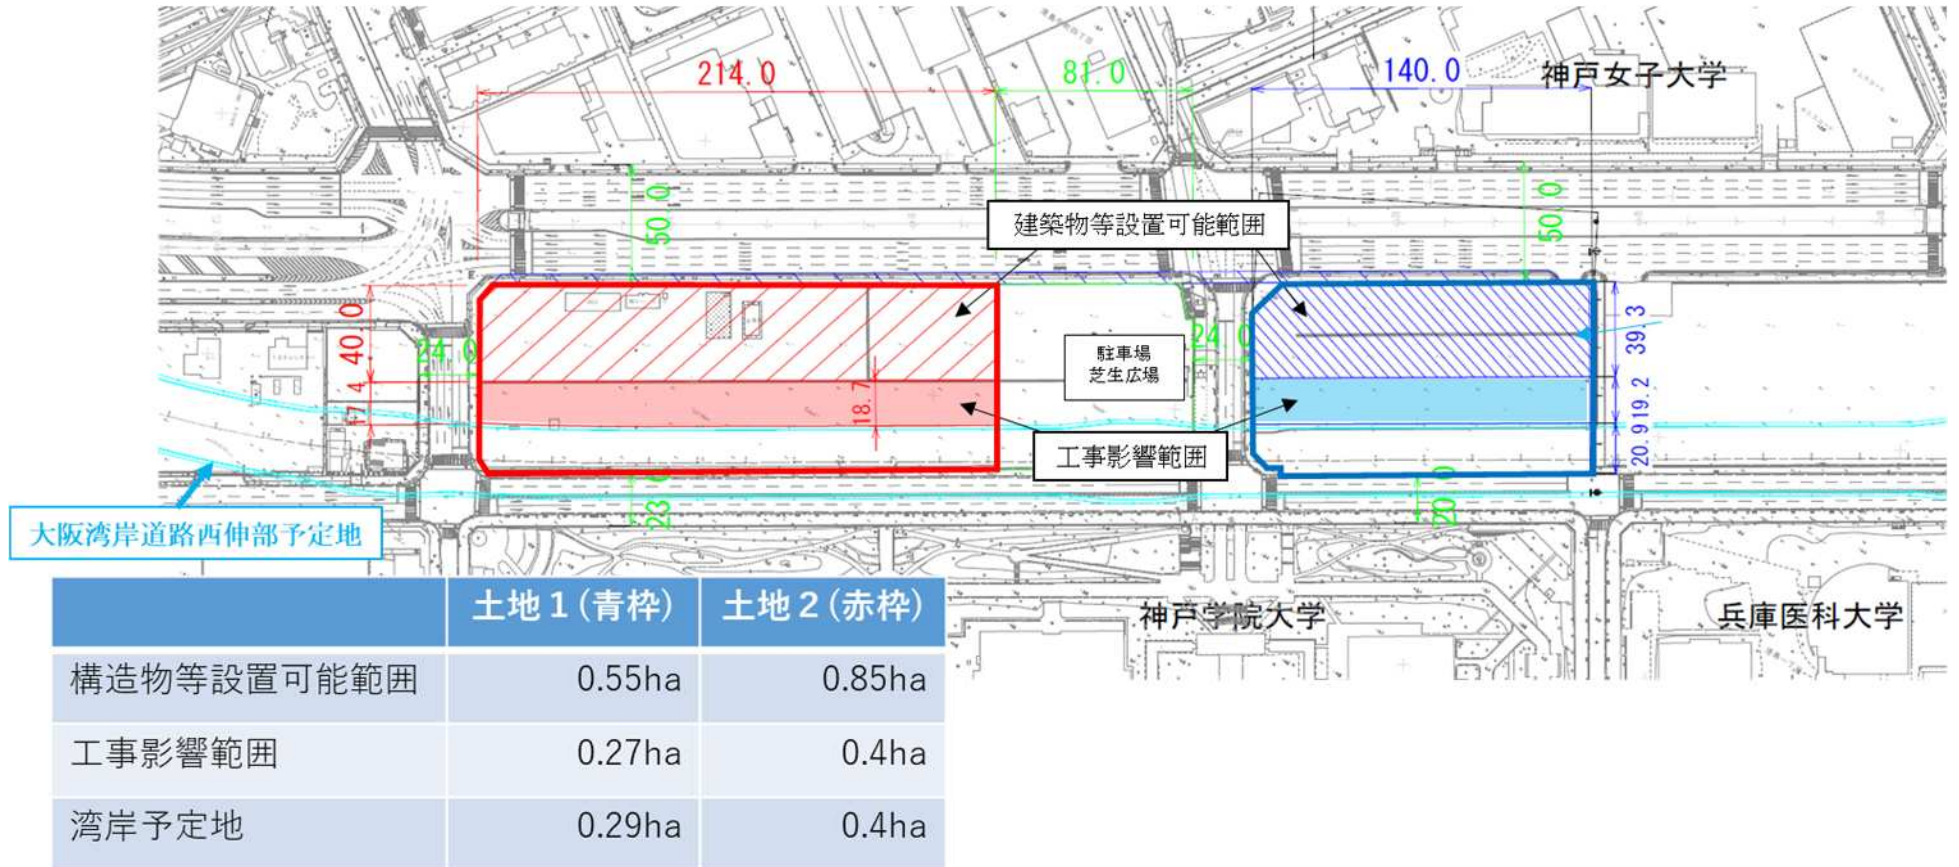 214.0
81.0
140.0
神戸女子大学
50.0
50.0
建築物等設置可能範囲
40.0
24.0
17.4
18.7
駐車場
芝生広場
24.0
39.3
19.2
20.9
工事影響範囲
23.0
20.0
大阪湾岸道路西伸部予定地
神戸学院大学
兵庫医科大学
土地1(青枠) 土地2(赤枠)
構造物等設置可能範囲 0.55ha 0.85ha
工事影響範囲 0.27ha 0.4ha
湾岸予定地 0.29ha 0.4ha